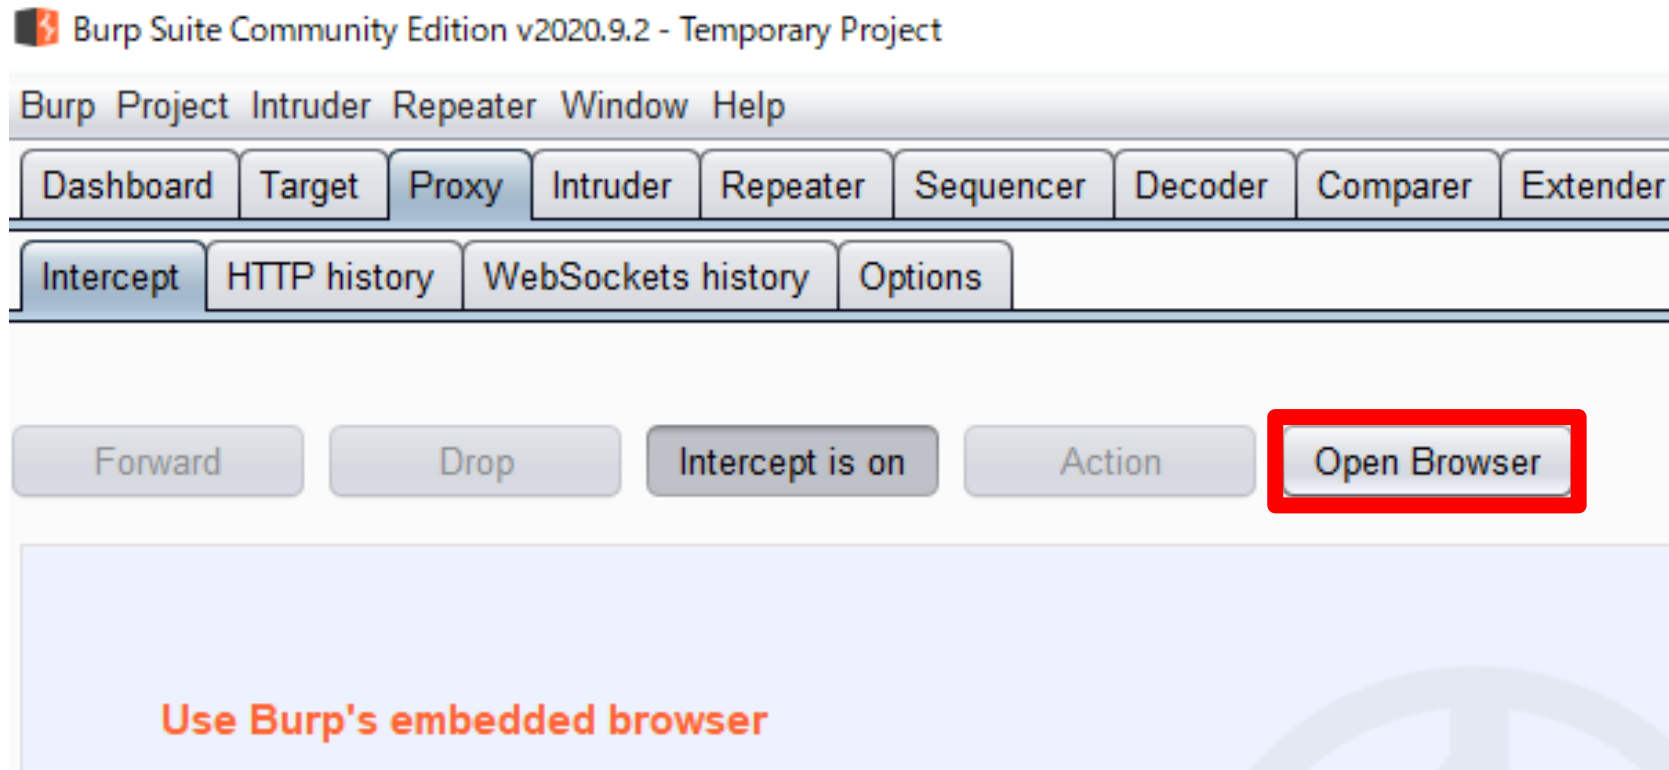 Burp Suite Community Edition v2020.9.2 - Temporary Project
Burp Project Intruder Repeater Window Help
Dashboard Target Proxy Intruder Repeater Sequencer Decoder Comparer Extender
Intercept HTTP history WebSockets history Options
Forward Drop Intercept is on Action Open Browser
Use Burp's embedded browser